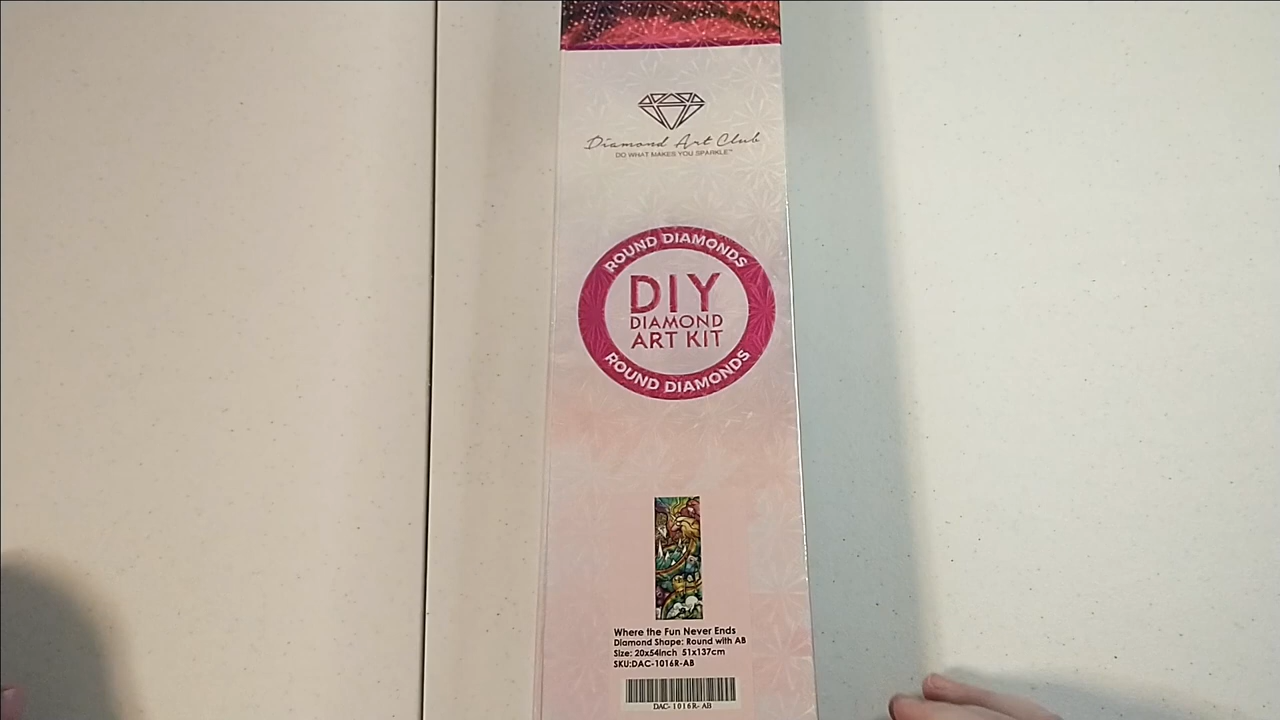 Diamond Art Club
DO WHAT MAKES YOU SPARKLE™
ROUND DIAMONDS
DIY
DIAMOND
ART KIT
ROUND DIAMONDS
Where the Fun Never Ends
Diamond Shape: Round with AB
Size: 20x54inch 51x137cm
SKU:DAC-1016R-AB
DAC- 1016R- AB